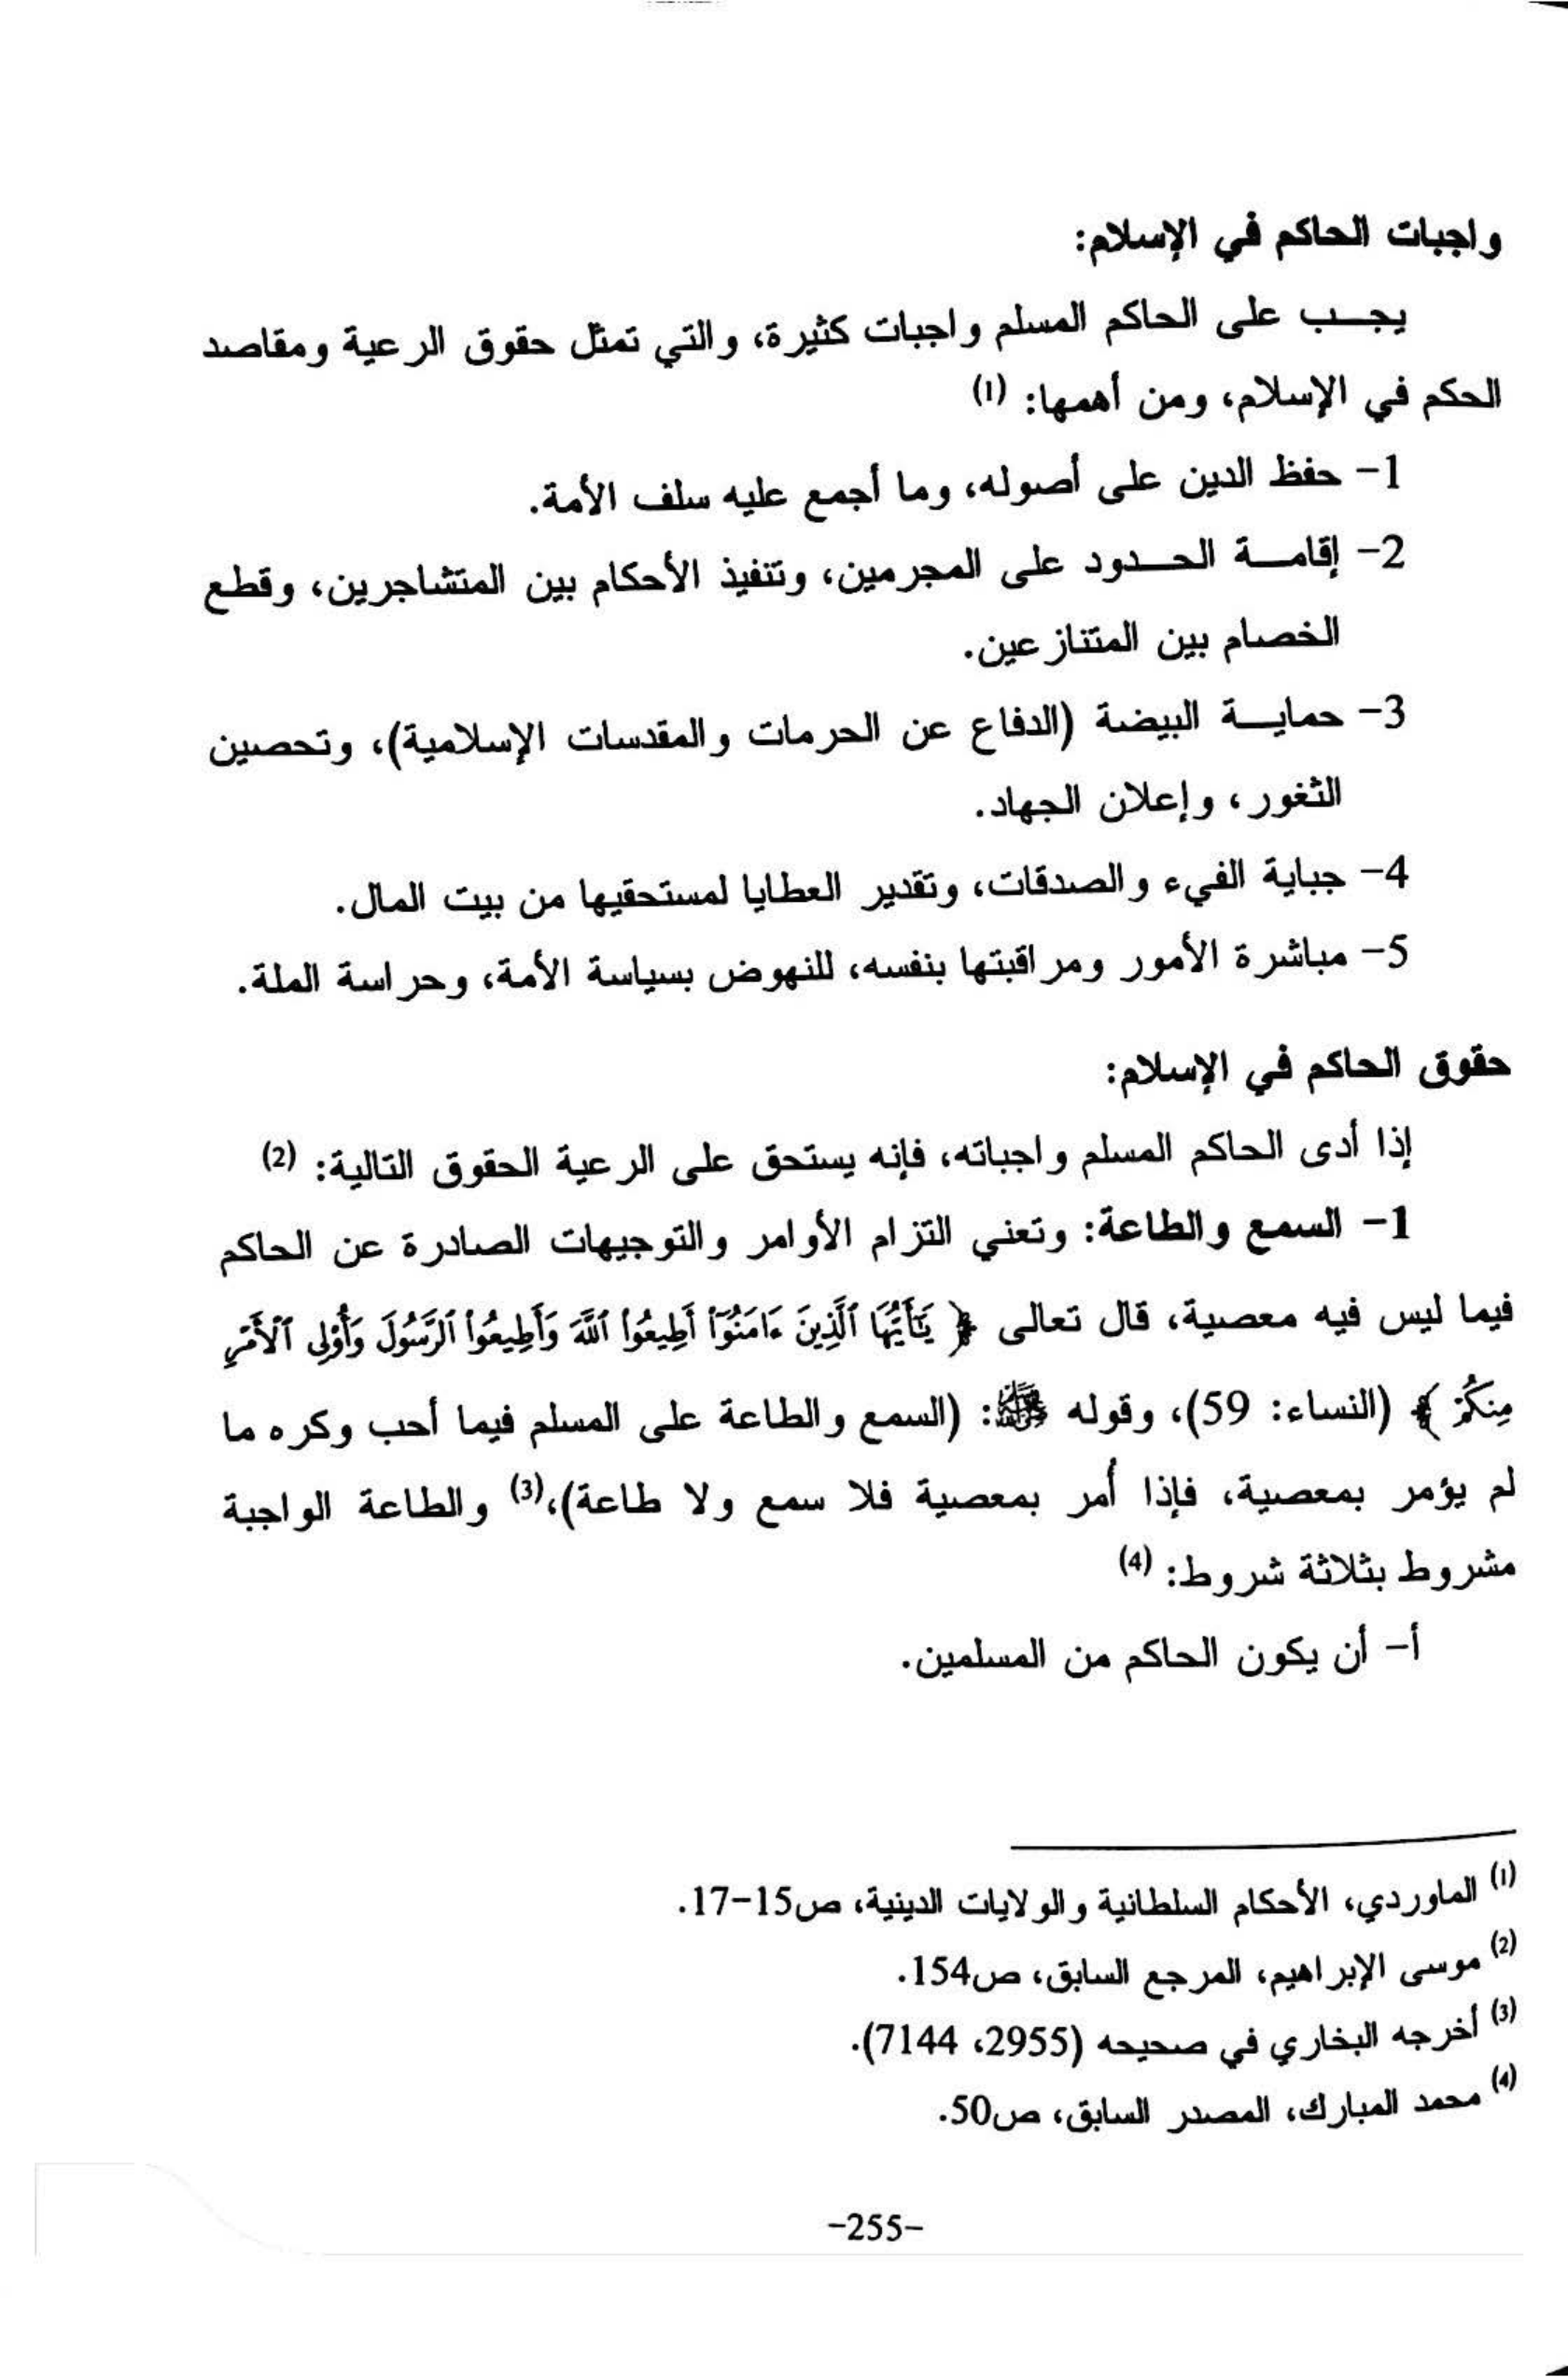 واجبات الحاكم في الإسلام:
يجب على الحاكم المسلم واجبات كثيرة، والتي تمثل حقوق الرعية ومقاصد
الحكم في الإسلام، ومن أهمها: (1)
1- حفظ الدين على أصوله، وما أجمع عليه سلف الأمة.
2- إقامة الحدود على المجرمين، وتنفيذ الأحكام بين المتشاجرين، وقطع
الخصام بين المتنازعين.
3- حماية البيضة (الدفاع عن الحرمات والمقدسات الإسلامية)، وتحصين
الثغور، وإعلان الجهاد.
4- جباية الفيء والصدقات، وتقدير العطايا لمستحقيها من بيت المال.
5- مباشرة الأمور ومراقبتها بنفسه، للنهوض بسياسة الأمة، وحراسة الملة.
حقوق الحاكم في الإسلام:
إذا أدى الحاكم المسلم واجباته، فإنه يستحق على الرعية الحقوق التالية: (2)
1- السمع والطاعة: وتعني التزام الأوامر والتوجيهات الصادرة عن الحاكم
فيما ليس فيه معصية، قال تعالى ﴿ يَٰٓأَيُّهَا ٱلَّذِينَ ءَامَنُوٓا۟ أَطِيعُوا۟ ٱللَّهَ وَأَطِيعُوا۟ ٱلرَّسُولَ وَأُو۟لِى ٱلْأَمْرِ
مِنكُمْ ﴾ (النساء: 59)، وقوله ﷺ: (السمع والطاعة على المسلم فيما أحب وكره ما
لم يؤمر بمعصية، فإذا أُمر بمعصية فلا سمع ولا طاعة)،(3) والطاعة الواجبة
مشروط بثلاثة شروط: (4)
أ- أن يكون الحاكم من المسلمين.
(1) الماوردي، الأحكام السلطانية والولايات الدينية، ص15-17.
(2) موسى الإبراهيم، المرجع السابق، ص154.
(3) أخرجه البخاري في صحيحه (2955، 7144).
(4) محمد المبارك، المصدر السابق، ص50.
-255-